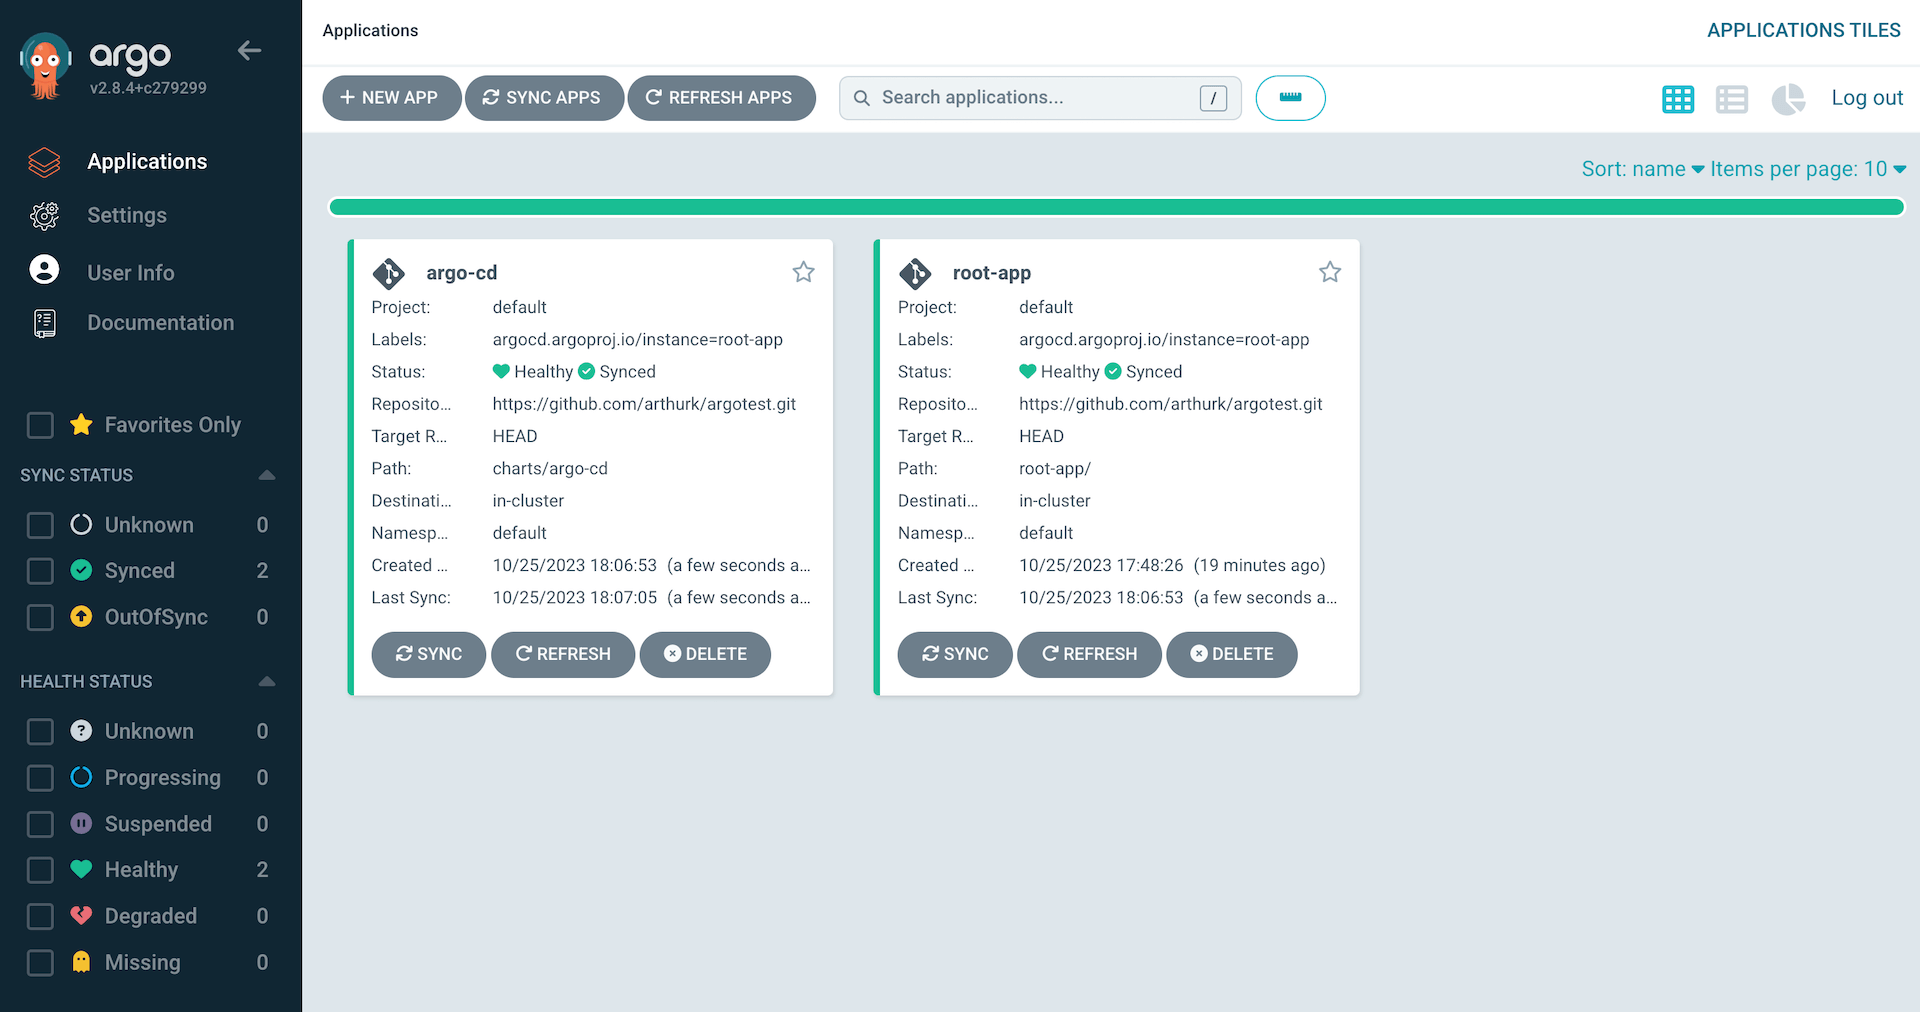 argo
v2.8.4+c279299
Applications
Settings
User Info
Documentation
Favorites Only
SYNC STATUS
Unknown 0
Synced 2
OutOfSync 0
HEALTH STATUS
Unknown 0
Progressing 0
Suspended 0
Healthy 2
Degraded 0
Missing 0
Applications
APPLICATIONS TILES
+ NEW APP SYNC APPS REFRESH APPS Search applications... / Log out
Sort: name Items per page: 10
argo-cd
Project: default
Labels: argocd.argoproj.io/instance=root-app
Status: Healthy Synced
Reposito... https://github.com/arthurk/argotest.git
Target R... HEAD
Path: charts/argo-cd
Destinati... in-cluster
Namesp... default
Created ... 10/25/2023 18:06:53 (a few seconds a...
Last Sync: 10/25/2023 18:07:05 (a few seconds a...
SYNC REFRESH DELETE
root-app
Project: default
Labels: argocd.argoproj.io/instance=root-app
Status: Healthy Synced
Reposito... https://github.com/arthurk/argotest.git
Target R... HEAD
Path: root-app/
Destinati... in-cluster
Namesp... default
Created ... 10/25/2023 17:48:26 (19 minutes ago)
Last Sync: 10/25/2023 18:06:53 (a few seconds a...
SYNC REFRESH DELETE